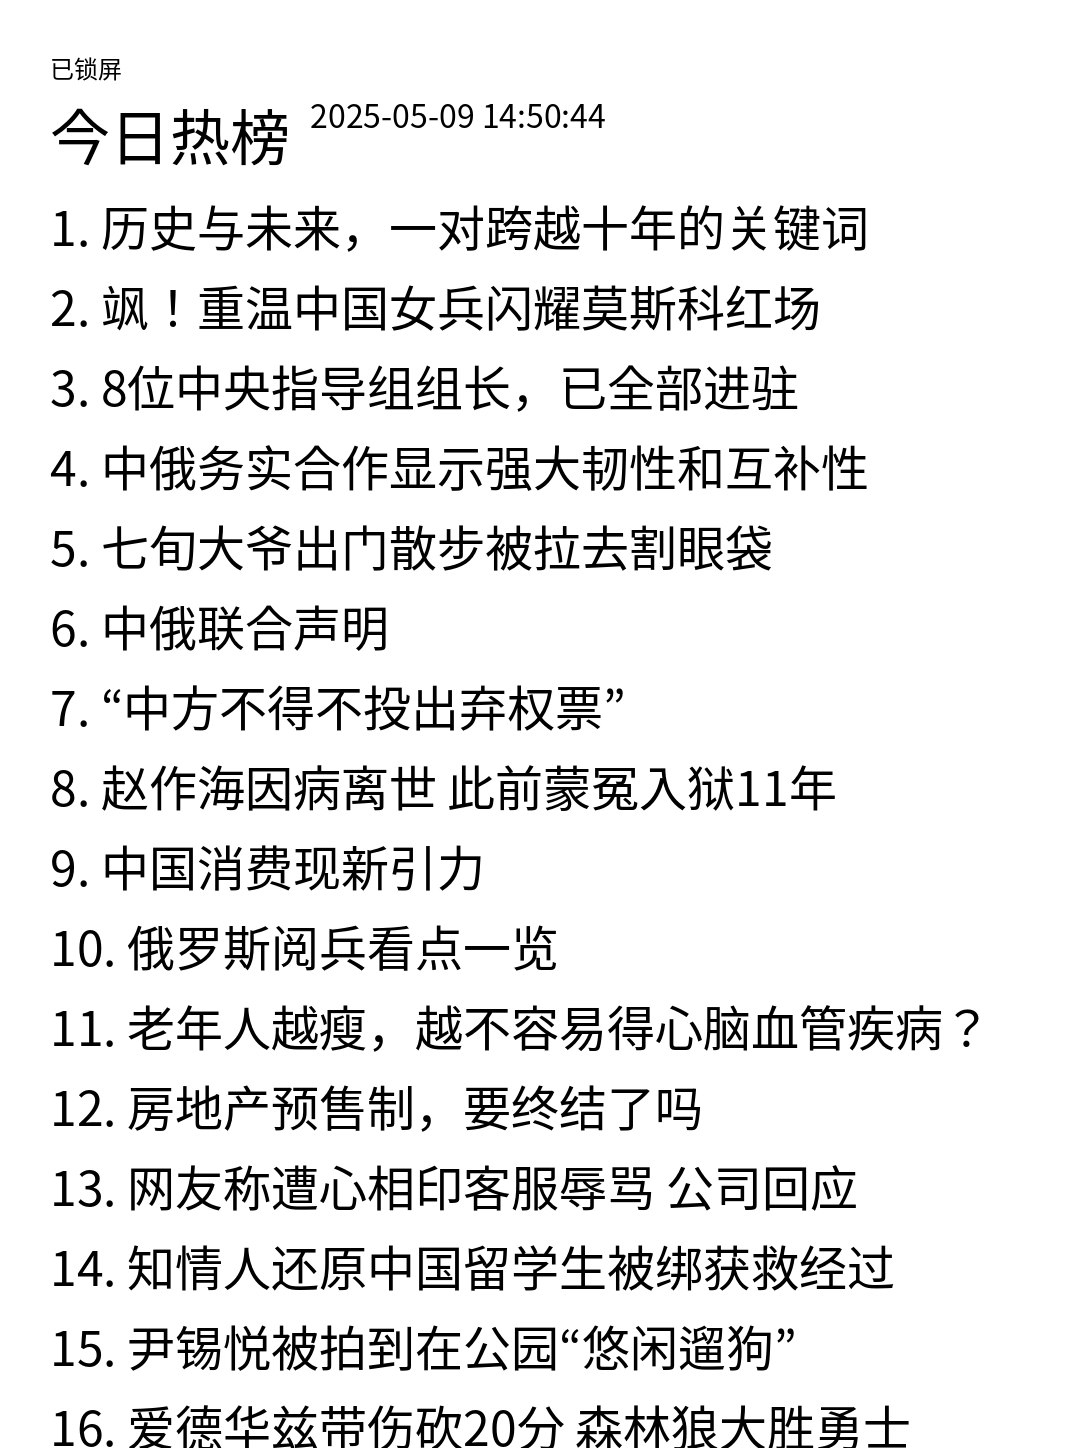 已锁屏
今日热榜 2025-05-09 14:50:44
1. 历史与未来，一对跨越十年的关键词
2. 飒！重温中国女兵闪耀莫斯科红场
3. 8位中央指导组组长，已全部进驻
4. 中俄务实合作显示强大韧性和互补性
5. 七旬大爷出门散步被拉去割眼袋
6. 中俄联合声明
7. “中方不得不投出弃权票”
8. 赵作海因病离世 此前蒙冤入狱11年
9. 中国消费现新引力
10. 俄罗斯阅兵看点一览
11. 老年人越瘦，越不容易得心脑血管疾病？
12. 房地产预售制，要终结了吗
13. 网友称遭心相印客服辱骂 公司回应
14. 知情人还原中国留学生被绑获救经过
15. 尹锡悦被拍到在公园“悠闲遛狗”
16. 爱德华兹带伤砍20分 森林狼大胜勇士